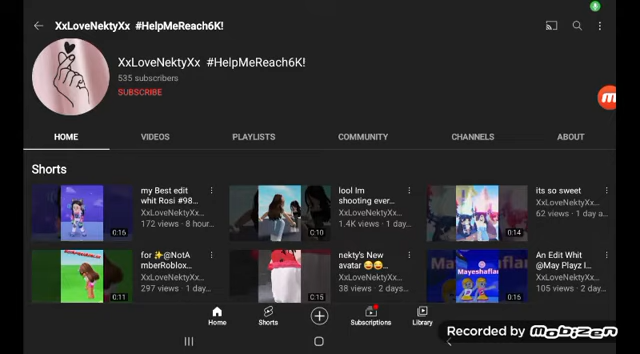 XxLoveNektyXx #HelpMeReach6K!
XxLoveNektyXx #HelpMeReach6K!
535 subscribers
SUBSCRIBE
HOME
VIDEOS
PLAYLISTS
COMMUNITY
CHANNELS
ABOUT
Shorts
my Best edit
whit Rosi #98...
XxLoveNektyXx...
172 views · 8 hour...
0:16
lool Im
shooting ever...
XxLoveNektyXx...
1.4K views · 1 day...
0:10
its so sweet
XxLoveNektyXx...
62 views · 1 day a...
0:14
for ✨@NotA
mberRoblox...
XxLoveNektyXx...
297 views · 1 day...
0:11
nekty's New
avatar 😄😄...
XxLoveNektyXx...
38 views · 2 days...
0:15
An Edit Whit
@May Playz I...
XxLoveNektyXx...
105 views · 2 days...
Mayeshaflar
0:16
Home
Shorts
Subscriptions
Library
Recorded by mobizen